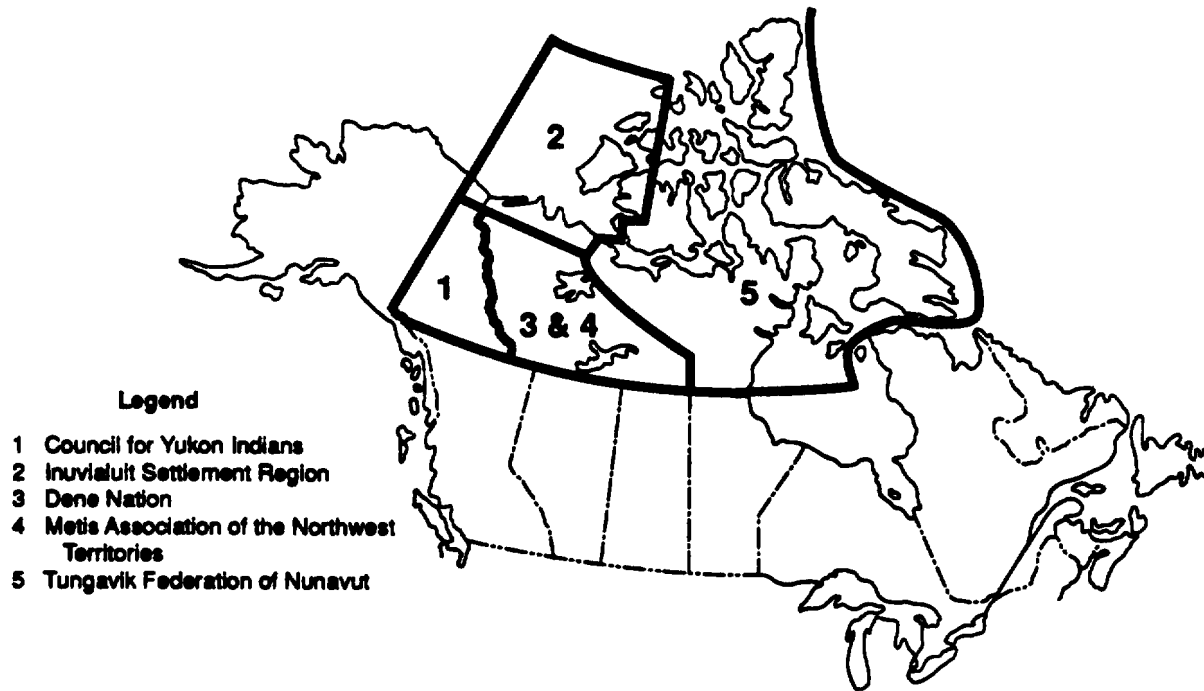 2
1
3 & 4
5
Legend
1 Council for Yukon Indians
2 Inuvialuit Settlement Region
3 Dene Nation
4 Metis Association of the Northwest
Territories
5 Tungavik Federation of Nunavut